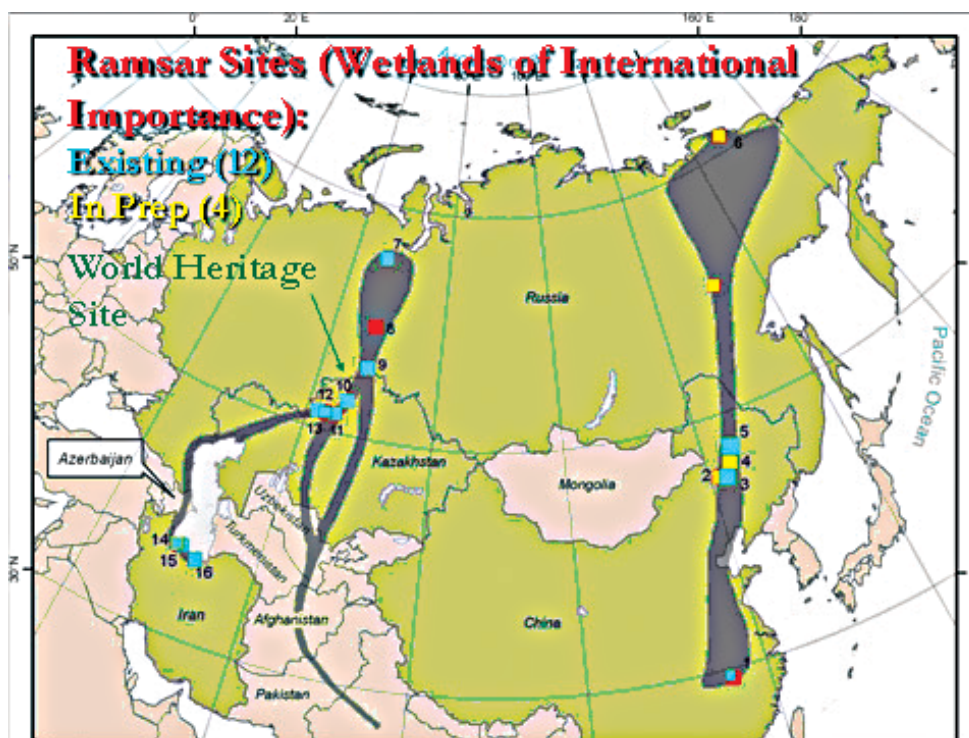 0°
20 E
160 E
180°
Ramsar Sites (Wetlands of International
Importance):
Existing (12)
In Prep (4)
World Heritage
Site
50°N
30°N
Russia
Pacific Ocean
Azerbaijan
Kazakhstan
Mongolia
Uzbekistan
Turkmenistan
Iran
Afghanistan
Pakistan
China
6
7
8
9
10
12
13
11
5
4
2
3
14
15
16
1